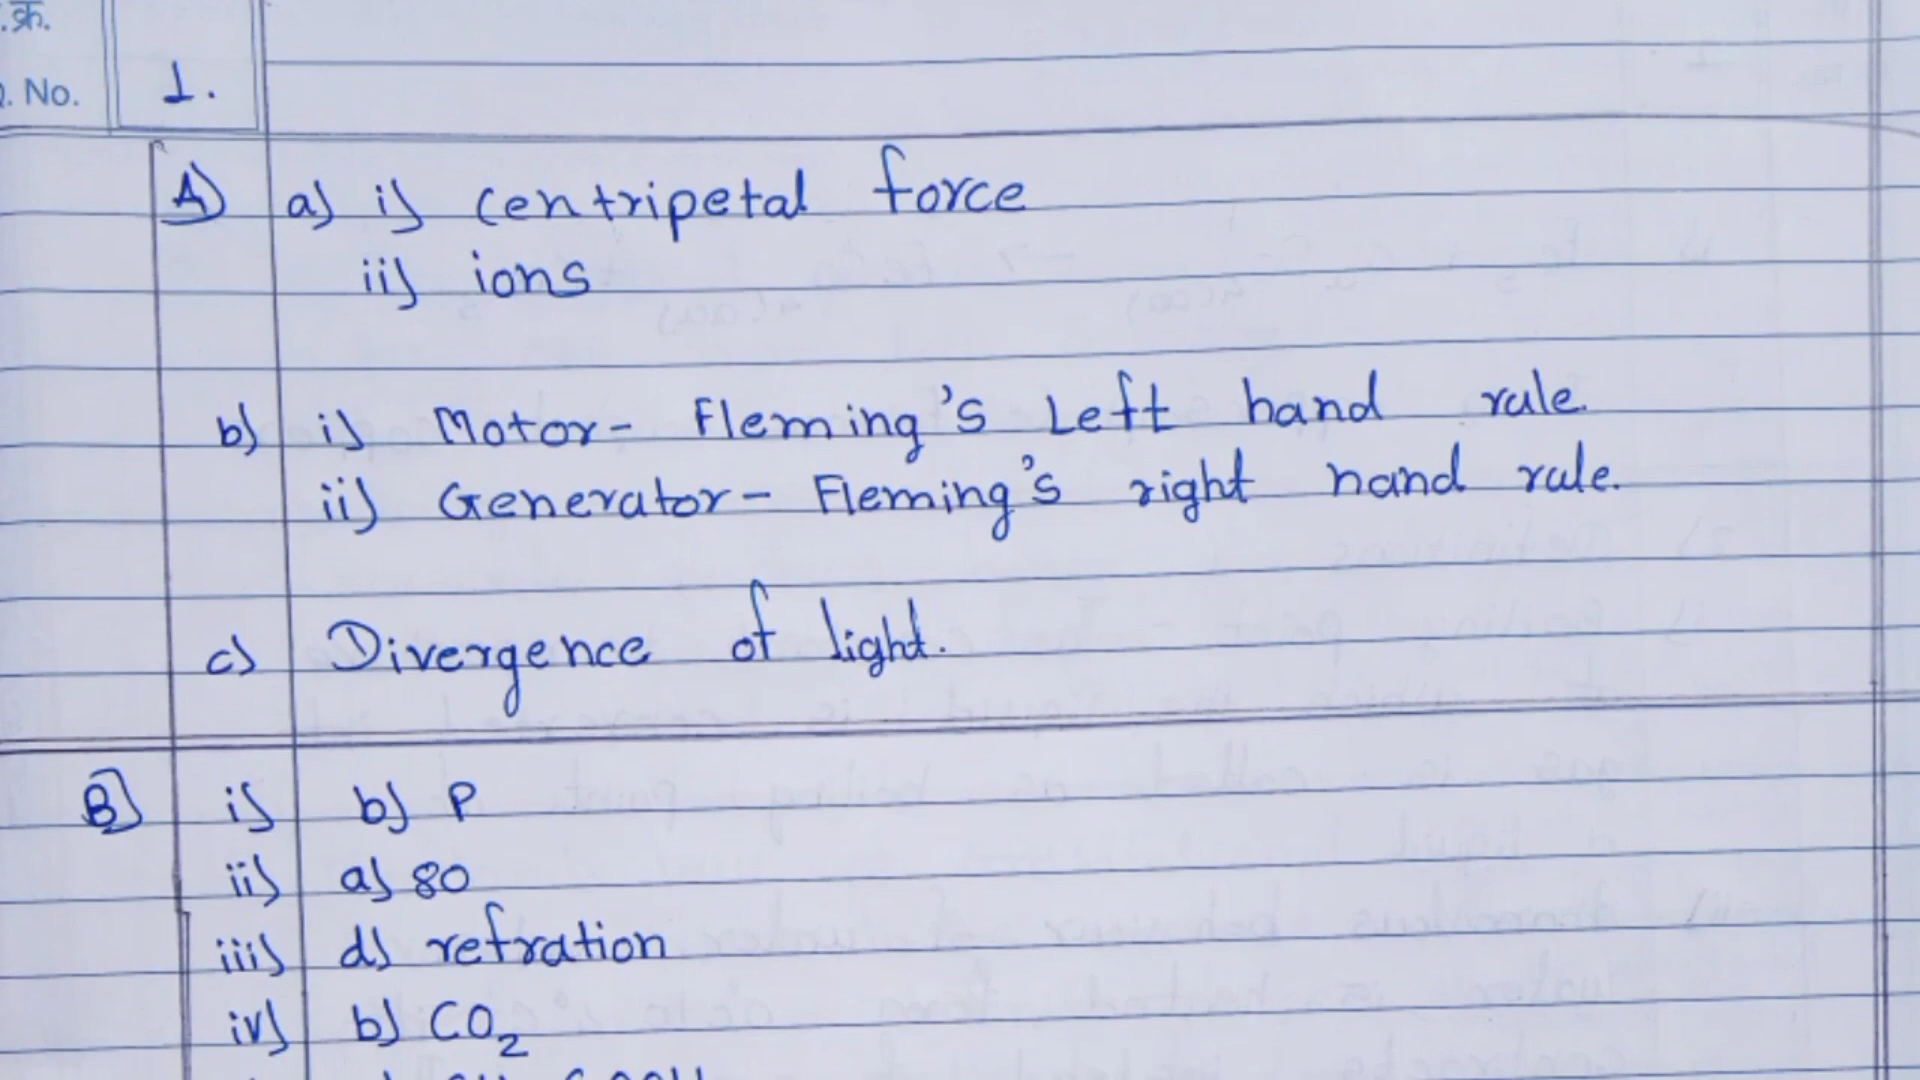 .क्र.
. No. 1.
A) a) i) centripetal force
ii) ions
b) i) Motor- Fleming's Left hand rule.
ii) Generator- Fleming's right hand rule.
c) Divergence of light.
B) i) b) P
ii) a) 80
iii) d) refration
iv) b) CO₂